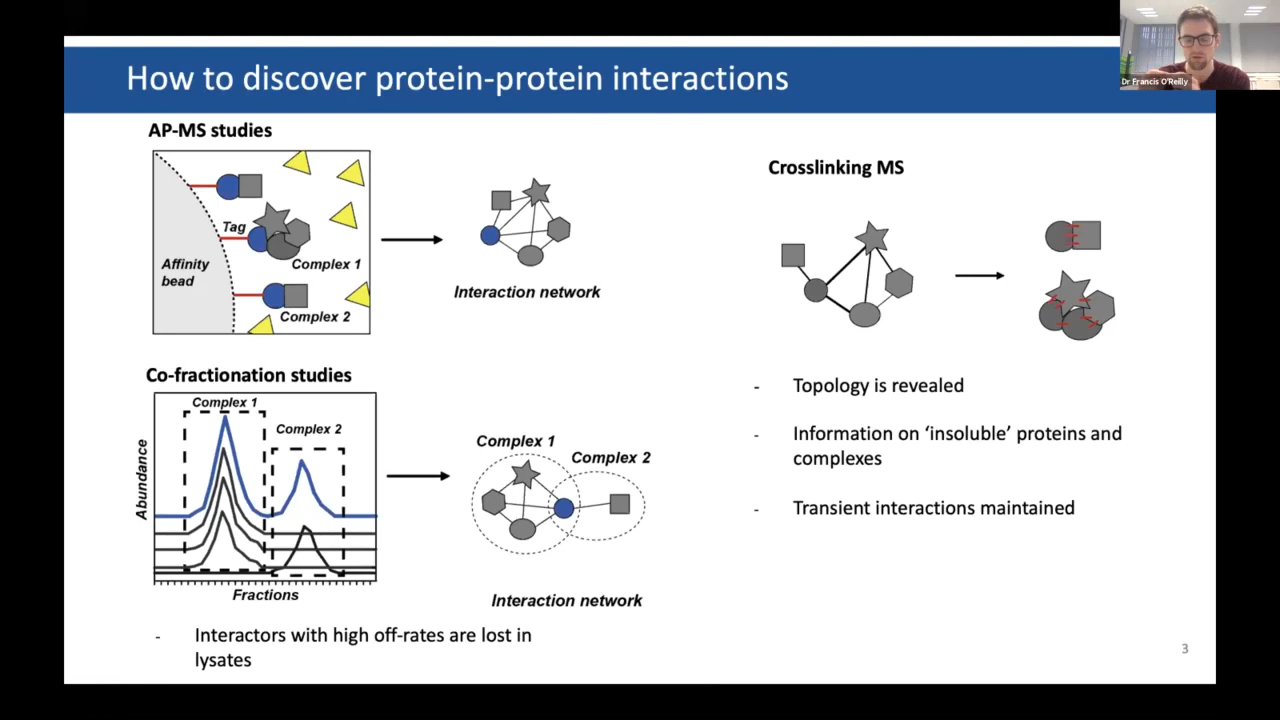 How to discover protein-protein interactions
Dr Francis O'Reilly
AP-MS studies
Tag
Affinity
bead
Complex 1
Complex 2
Interaction network
Co-fractionation studies
Complex 1
Complex 2
Abundance
Fractions
Complex 1
Complex 2
Interaction network
- Interactors with high off-rates are lost in
lysates
Crosslinking MS
- Topology is revealed
- Information on ‘insoluble’ proteins and
complexes
- Transient interactions maintained
3